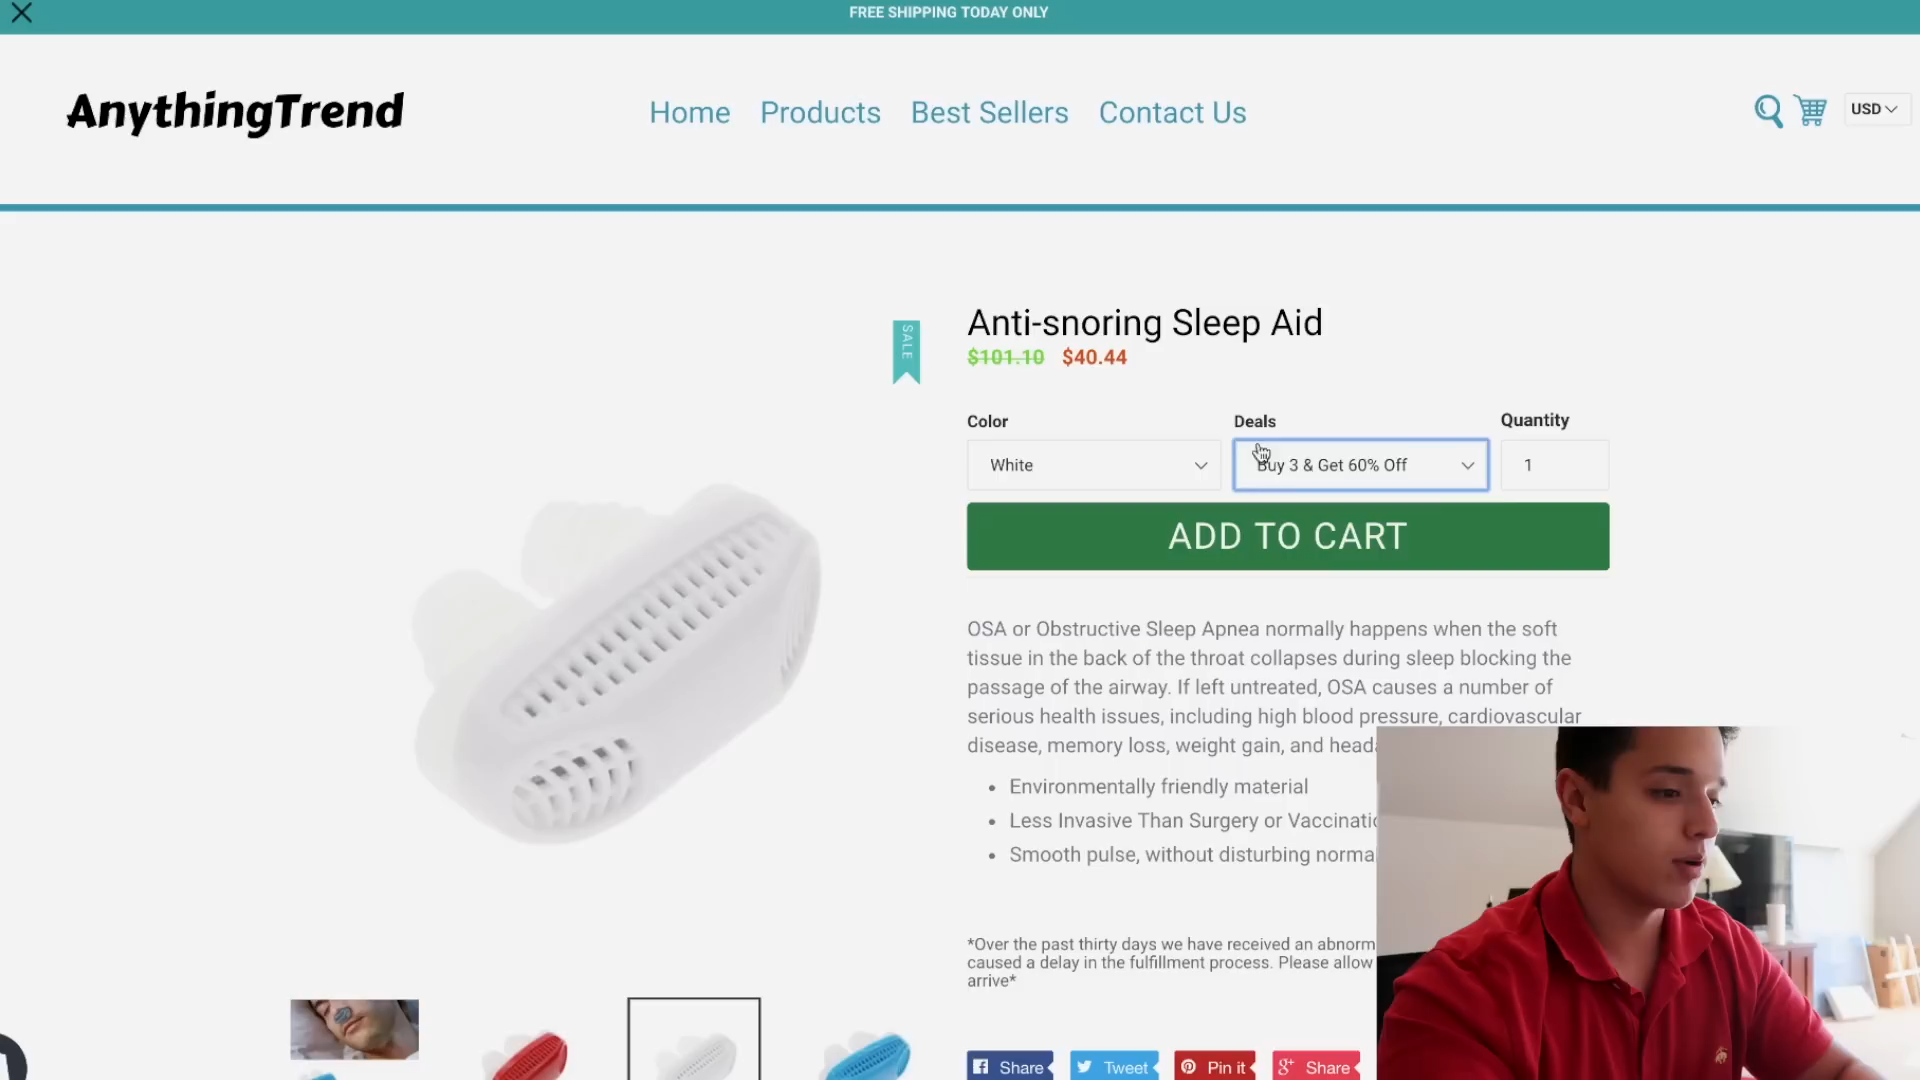 FREE SHIPPING TODAY ONLY
AnythingTrend
Home Products Best Sellers Contact Us
USD
SALE
Anti-snoring Sleep Aid
$101.10 $40.44
Color Deals Quantity
White Buy 3 & Get 60% Off 1
ADD TO CART
OSA or Obstructive Sleep Apnea normally happens when the soft
tissue in the back of the throat collapses during sleep blocking the
passage of the airway. If left untreated, OSA causes a number of
serious health issues, including high blood pressure, cardiovascular
disease, memory loss, weight gain, and
• Environmentally friendly material
• Less Invasive Than Surgery or
• Smooth pulse, without disturbing
*Over the past thirty days we have received an
caused a delay in the fulfillment process. Please allow
arrive*
Share Tweet Pin it Share